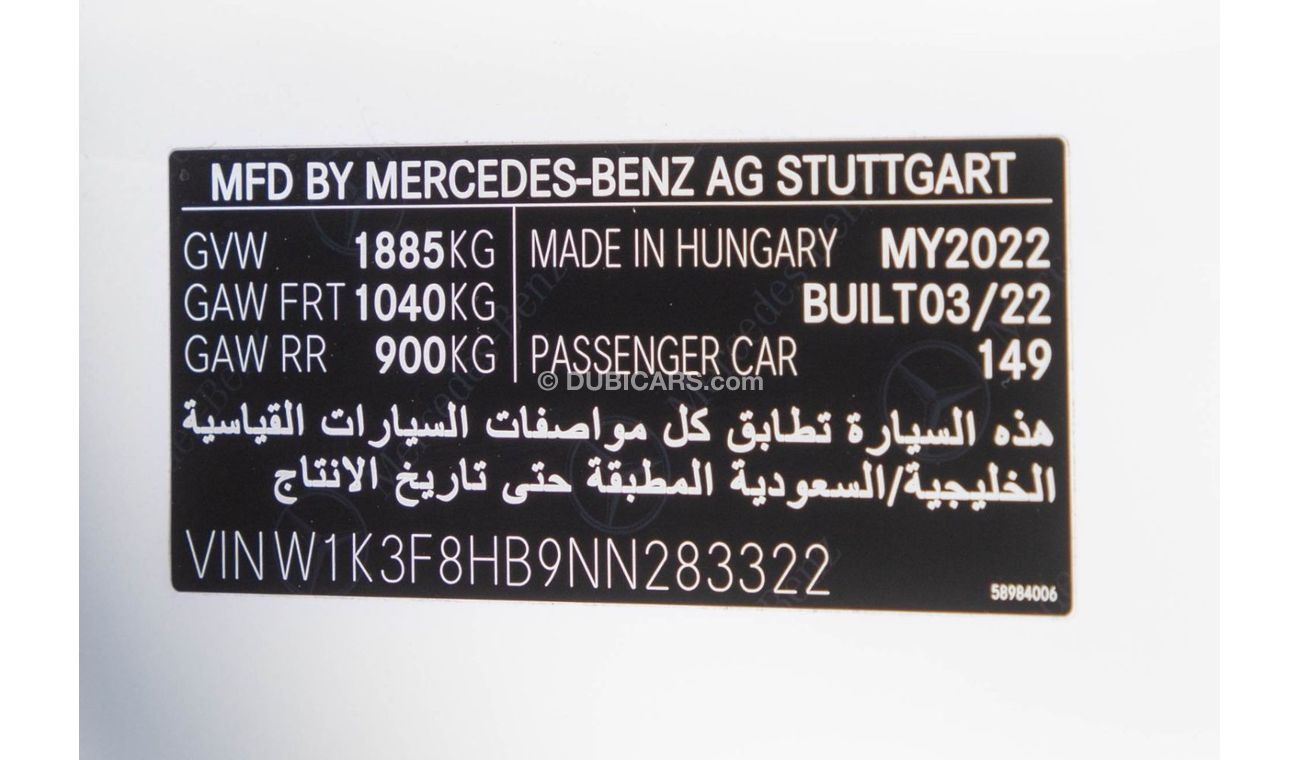 MFD BY MERCEDES-BENZ AG STUTTGART
GVW 1885KG MADE IN HUNGARY MY2022
GAW FRT 1040KG BUILT03/22
GAW RR 900KG PASSENGER CAR 149
© DUBICARS.com
هذه السيارة تطابق كل مواصفات السيارات القياسية
الخليجية/السعودية المطبقة حتى تاريخ الانتاج
VIN W1K3F8HB9NN283322
58984006